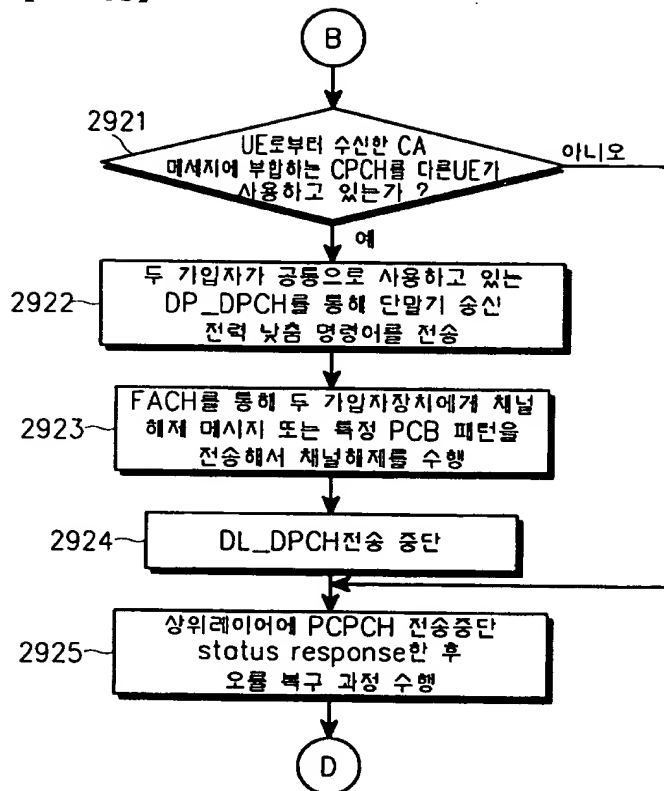 B
2921
UE로부터 수신한 CA
메세지에 부합하는 CPCH를 다른UE가
사용하고 있는가 ?
아니오
예
2922
두 가입자가 공통으로 사용하고 있는
DP_DPCH를 통해 단말기 송신
전력 낮춤 명령어를 전송
2923
FACH를 통해 두 가입자장치에게 채널
해제 메시지 또는 특정 PCB 패턴을
전송해서 채널해제를 수행
2924
DL_DPCH전송 중단
2925
상위레이어에 PCPCH 전송중단
status response한 후
오률 복구 과정 수행
D